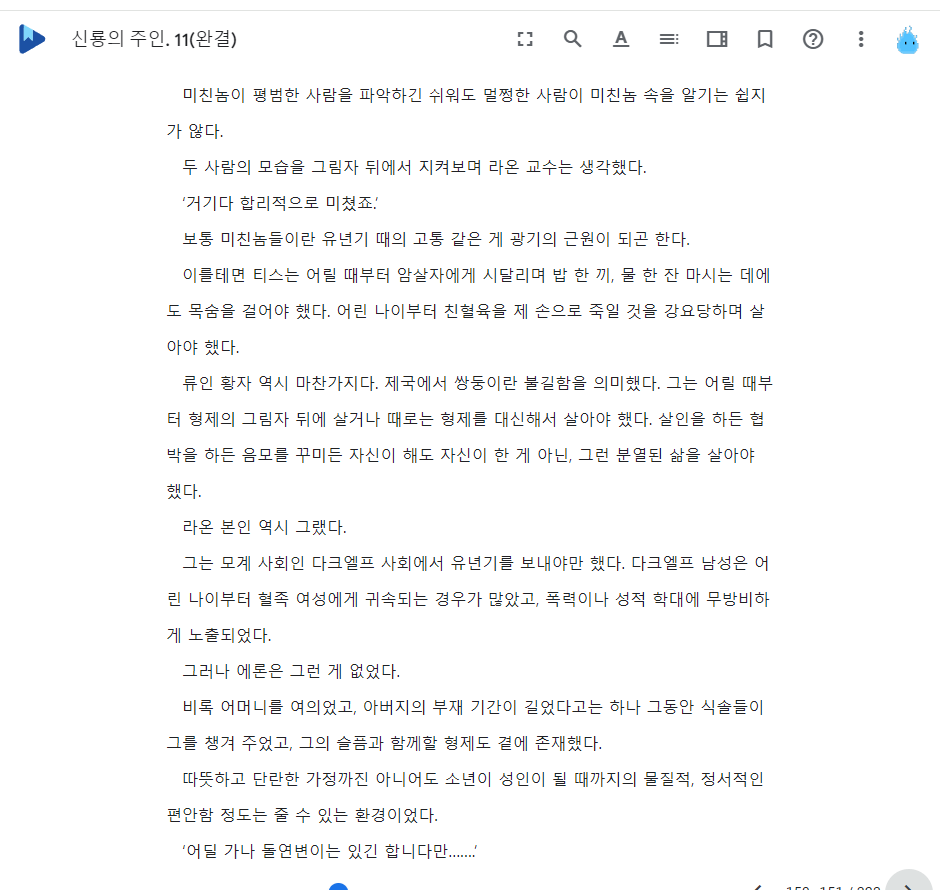 신룡의 주인. 11(완결)
미친놈이 평범한 사람을 파악하긴 쉬워도 멀쩡한 사람이 미친놈 속을 알기는 쉽지
가 않다.
두 사람의 모습을 그림자 뒤에서 지켜보며 라온 교수는 생각했다.
‘거기다 합리적으로 미쳤죠.’
보통 미친놈들이란 유년기 때의 고통 같은 게 광기의 근원이 되곤 한다.
이를테면 티스는 어릴 때부터 암살자에게 시달리며 밥 한 끼, 물 한 잔 마시는 데에
도 목숨을 걸어야 했다. 어린 나이부터 친혈육을 제 손으로 죽일 것을 강요당하며 살
아야 했다.
류인 황자 역시 마찬가지다. 제국에서 쌍둥이란 불길함을 의미했다. 그는 어릴 때부
터 형제의 그림자 뒤에 살거나 때로는 형제를 대신해서 살아야 했다. 살인을 하든 협
박을 하든 음모를 꾸미든 자신이 해도 자신이 한 게 아닌, 그런 분열된 삶을 살아야
했다.
라온 본인 역시 그랬다.
그는 모계 사회인 다크엘프 사회에서 유년기를 보내야만 했다. 다크엘프 남성은 어
린 나이부터 혈족 여성에게 귀속되는 경우가 많았고, 폭력이나 성적 학대에 무방비하
게 노출되었다.
그러나 에론은 그런 게 없었다.
비록 어머니를 여의었고, 아버지의 부재 기간이 길었다고는 하나 그동안 식솔들이
그를 챙겨 주었고, 그의 슬픔과 함께할 형제도 곁에 존재했다.
따뜻하고 단란한 가정까진 아니어도 소년이 성인이 될 때까지의 물질적, 정서적인
편안함 정도는 줄 수 있는 환경이었다.
‘어딜 가나 돌연변이는 있긴 합니다만…….’